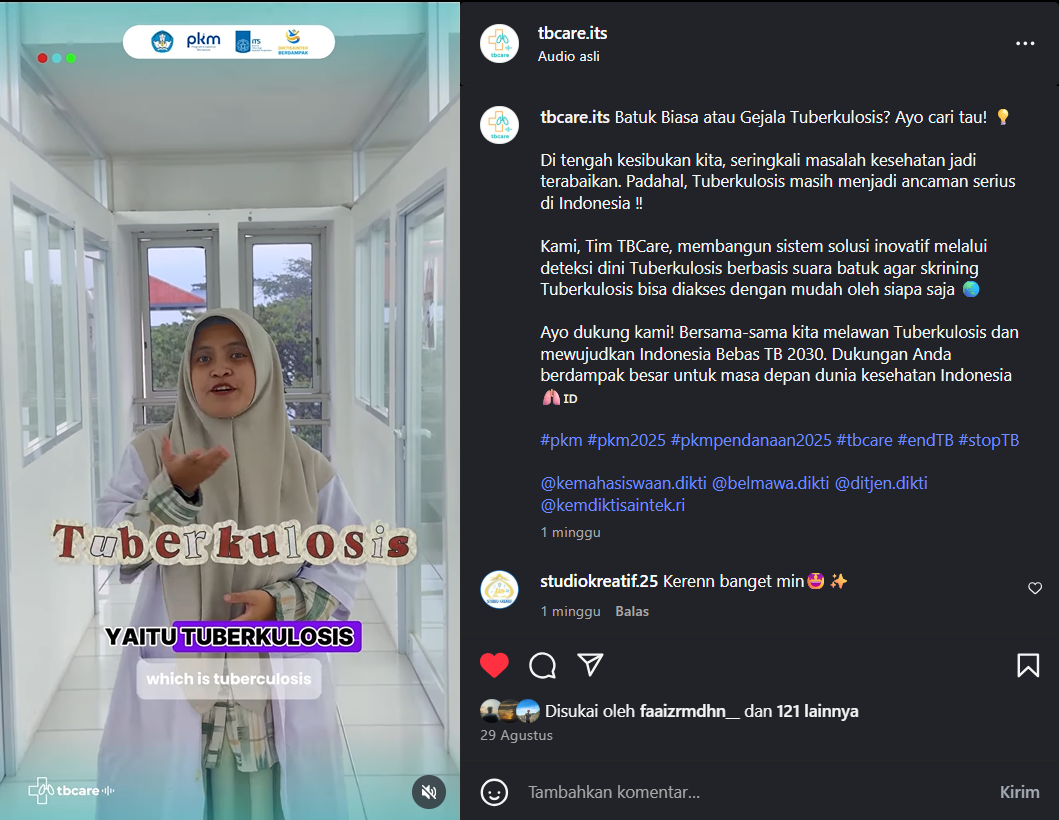 pkm
ITS
DIKTISAINTEK
BERDAMPAK
Tuberkulosis
YAITU TUBERKULOSIS
which is tuberculosis
tbcare
tbcare.its
Audio asli
tbcare
tbcare.its Batuk Biasa atau Gejala Tuberkulosis? Ayo cari tau! 💡
Di tengah kesibukan kita, seringkali masalah kesehatan jadi
terabaikan. Padahal, Tuberkulosis masih menjadi ancaman serius
di Indonesia ‼️
Kami, Tim TBCare, membangun sistem solusi inovatif melalui
deteksi dini Tuberkulosis berbasis suara batuk agar skrining
Tuberkulosis bisa diakses dengan mudah oleh siapa saja 🌏
Ayo dukung kami! Bersama-sama kita melawan Tuberkulosis dan
mewujudkan Indonesia Bebas TB 2030. Dukungan Anda
berdampak besar untuk masa depan dunia kesehatan Indonesia
🫁 ID
#pkm #pkm2025 #pkmpendanaan2025 #tbcare #endTB #stopTB
@kemahasiswaan.dikti @belmawa.dikti @ditjen.dikti
@kemdiktisaintek.ri
1 minggu
studiokreatif.25 Kerenn banget min🤩✨
1 minggu Balas
Disukai oleh faaizrmdhn__ dan 121 lainnya
29 Agustus
Tambahkan komentar...
Kirim